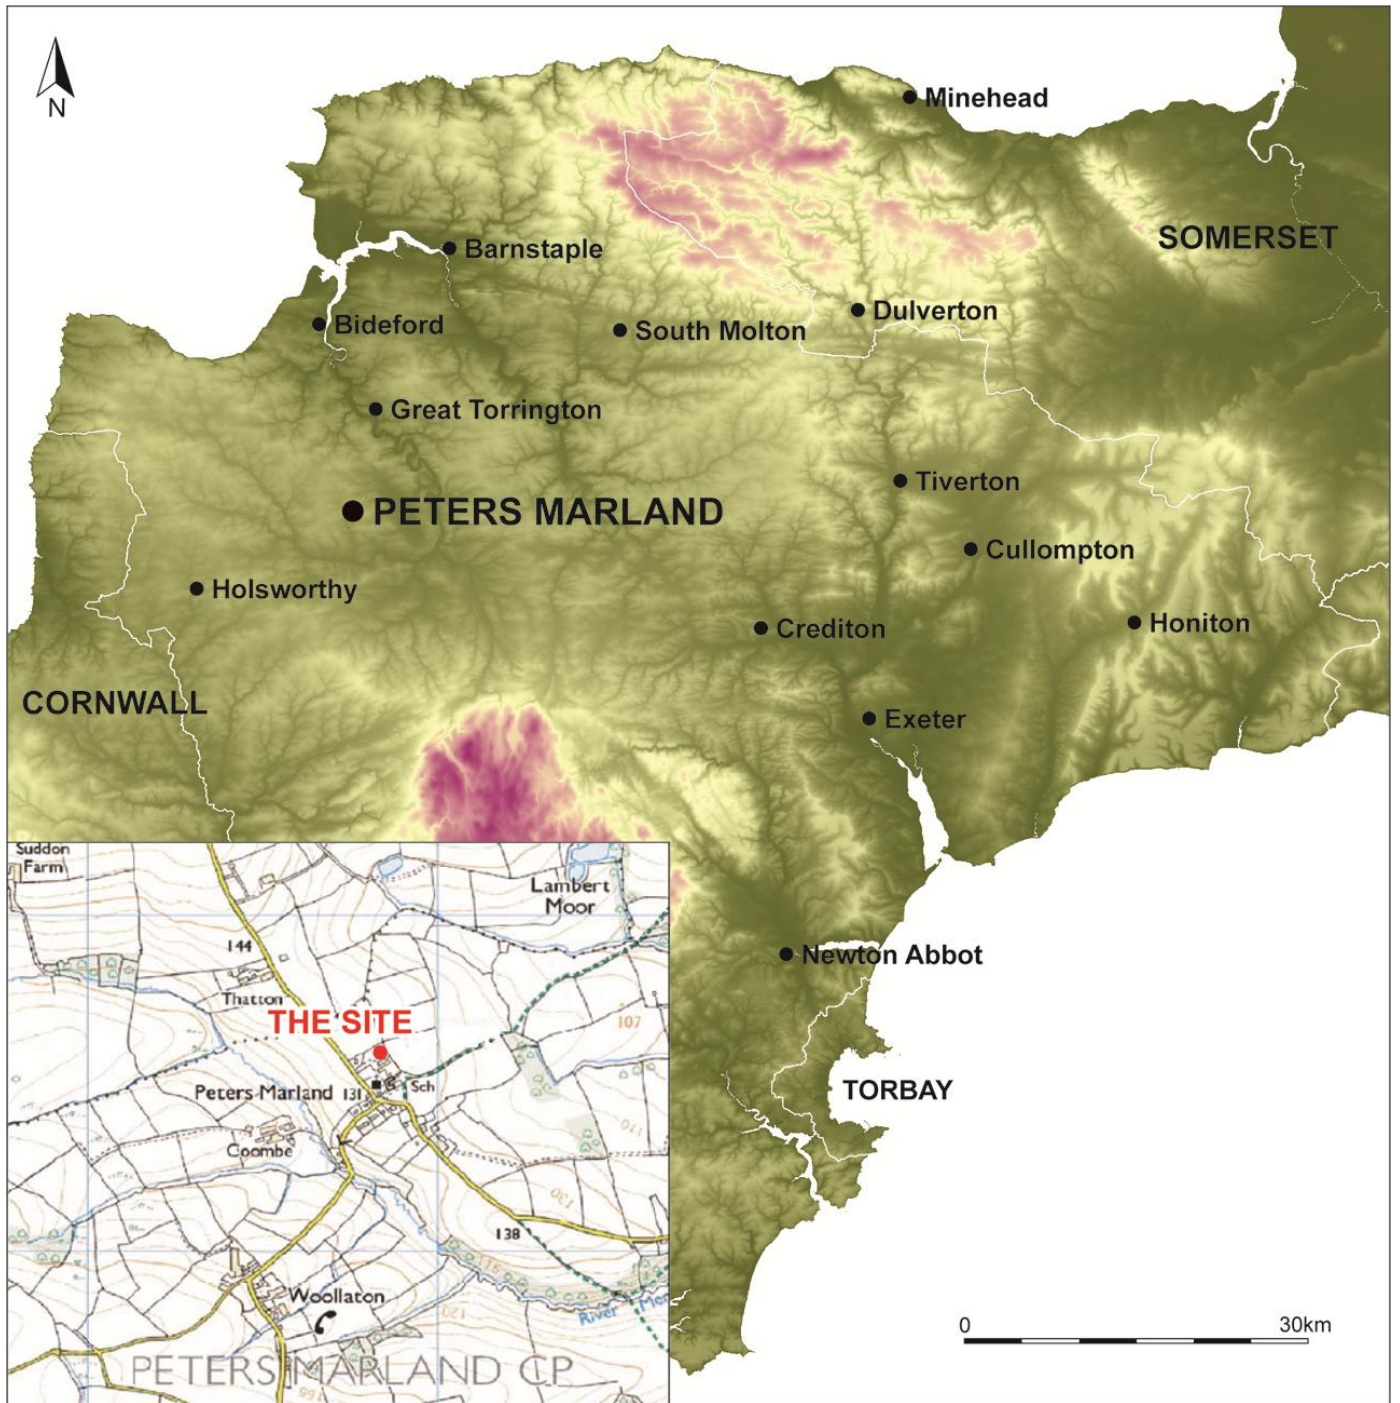 N
Minehead
SOMERSET
Barnstaple
Dulverton
Bideford
South Molton
Great Torrington
Tiverton
PETERS MARLAND
Cullompton
Holsworthy
Honiton
Crediton
CORNWALL
Exeter
Newton Abbot
TORBAY
0 30km
Suddon
Farm
Lambert
Moor
144
Thatton
THE SITE
107
Peters Marland 131
Sch
170
Coombe
130
138
Woollaton
120
River
PETERS MARLAND CP